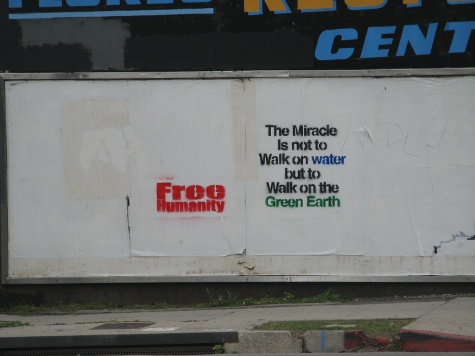 CENT
Free
Humanity
The Miracle
Is not to
Walk on water
but to
Walk on the
Green Earth